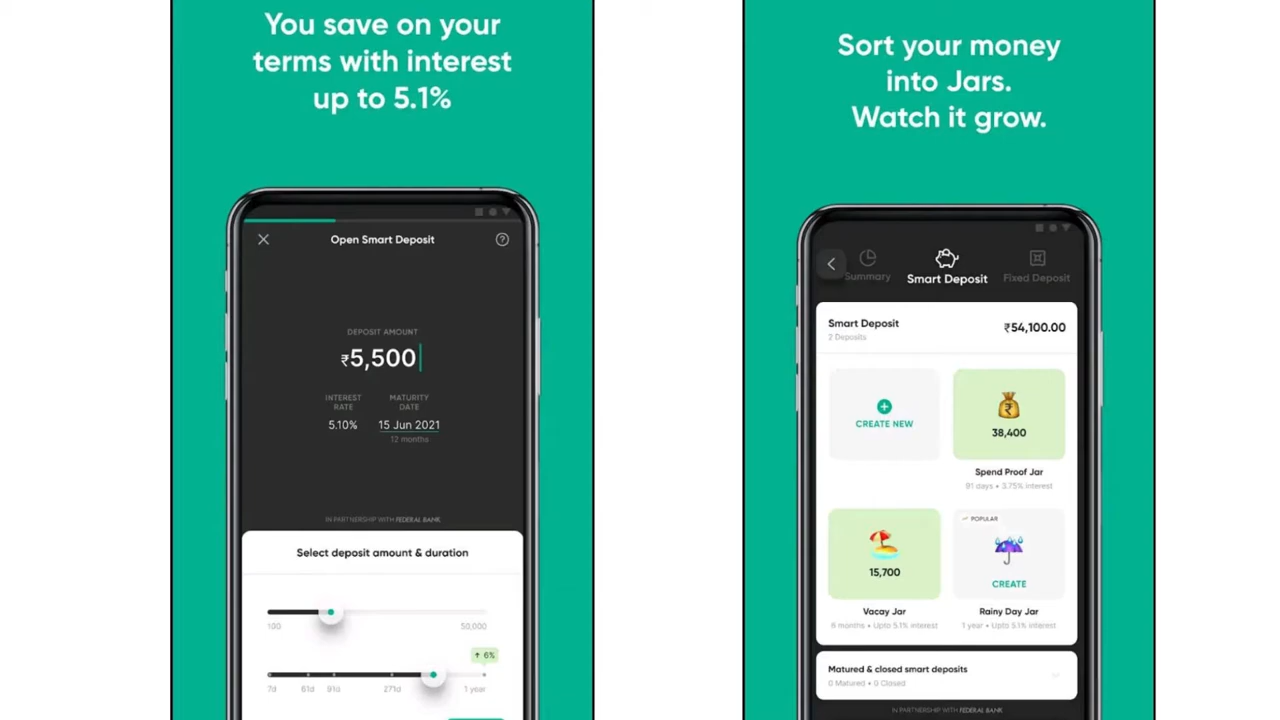 You save on your
terms with interest
up to 5.1%
Open Smart Deposit
DEPOSIT AMOUNT
₹5,500
INTEREST
RATE
MATURITY
DATE
5.10%
15 Jun 2021
12 months
IN PARTNERSHIP WITH FEDERAL BANK
Select deposit amount & duration
100
50,000
↑ 6%
7d 61d 91d 271d 1 year
Sort your money
into Jars.
Watch it grow.
Summary
Smart Deposit
Fixed Deposit
Smart Deposit
₹54,100.00
2 Deposits
CREATE NEW
₹
38,400
Spend Proof Jar
91 days • 3.75% interest
15,700
Vacay Jar
6 months • Upto 5.1% interest
POPULAR
CREATE
Rainy Day Jar
1 year • Upto 5.1% interest
Matured & closed smart deposits
0 Matured • 0 Closed
IN PARTNERSHIP WITH FEDERAL BANK